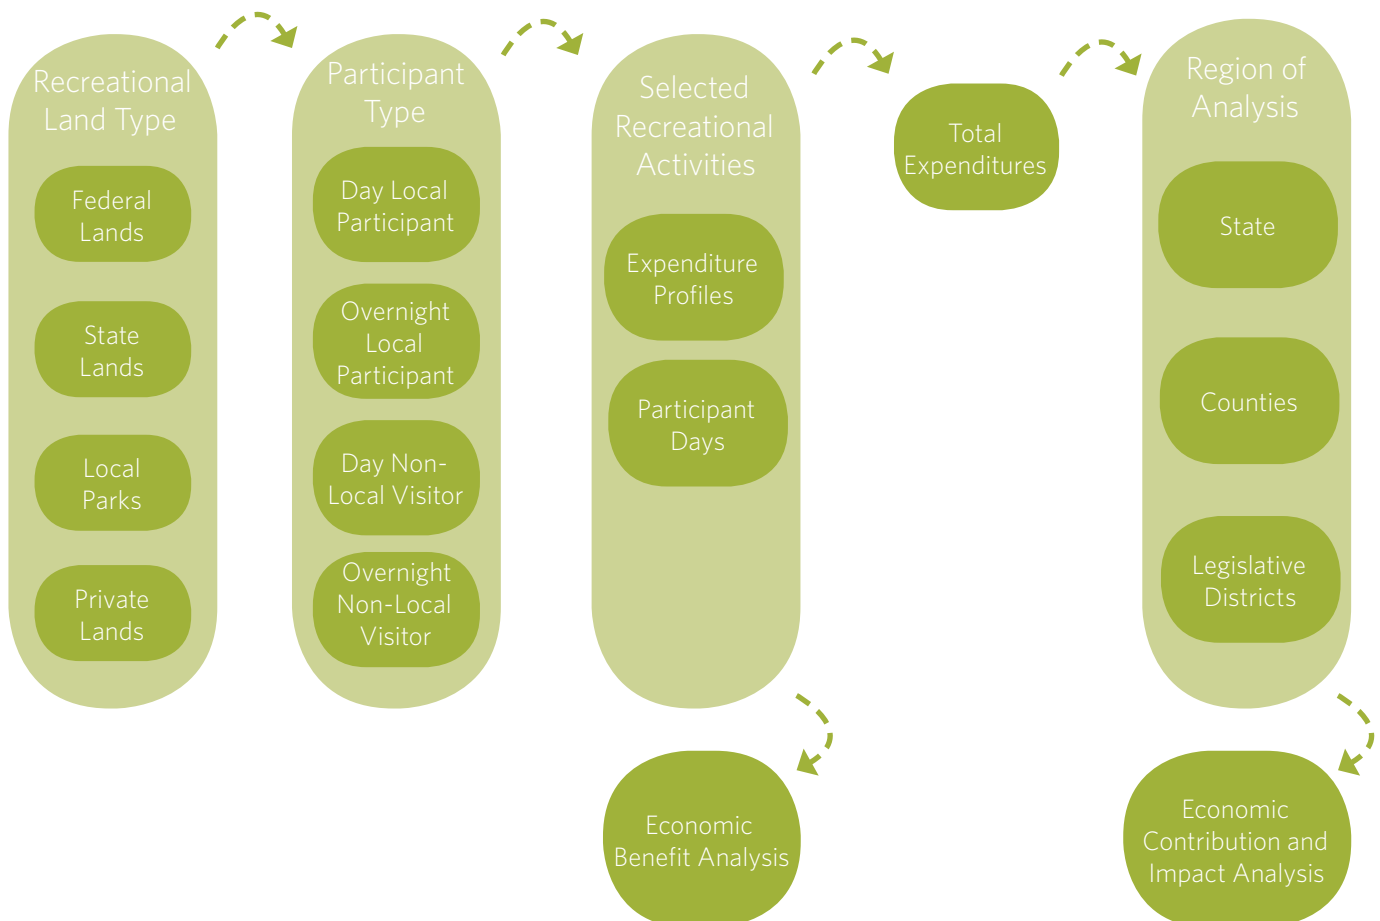 Recreational
Land Type
Federal
Lands
State
Lands
Local
Parks
Private
Lands
Participant
Type
Day Local
Participant
Overnight
Local
Participant
Day Non-
Local Visitor
Overnight
Non-Local
Visitor
Selected
Recreational
Activities
Expenditure
Profiles
Participant
Days
Total
Expenditures
Region of
Analysis
State
Counties
Legislative
Districts
Economic
Benefit Analysis
Economic
Contribution and
Impact Analysis